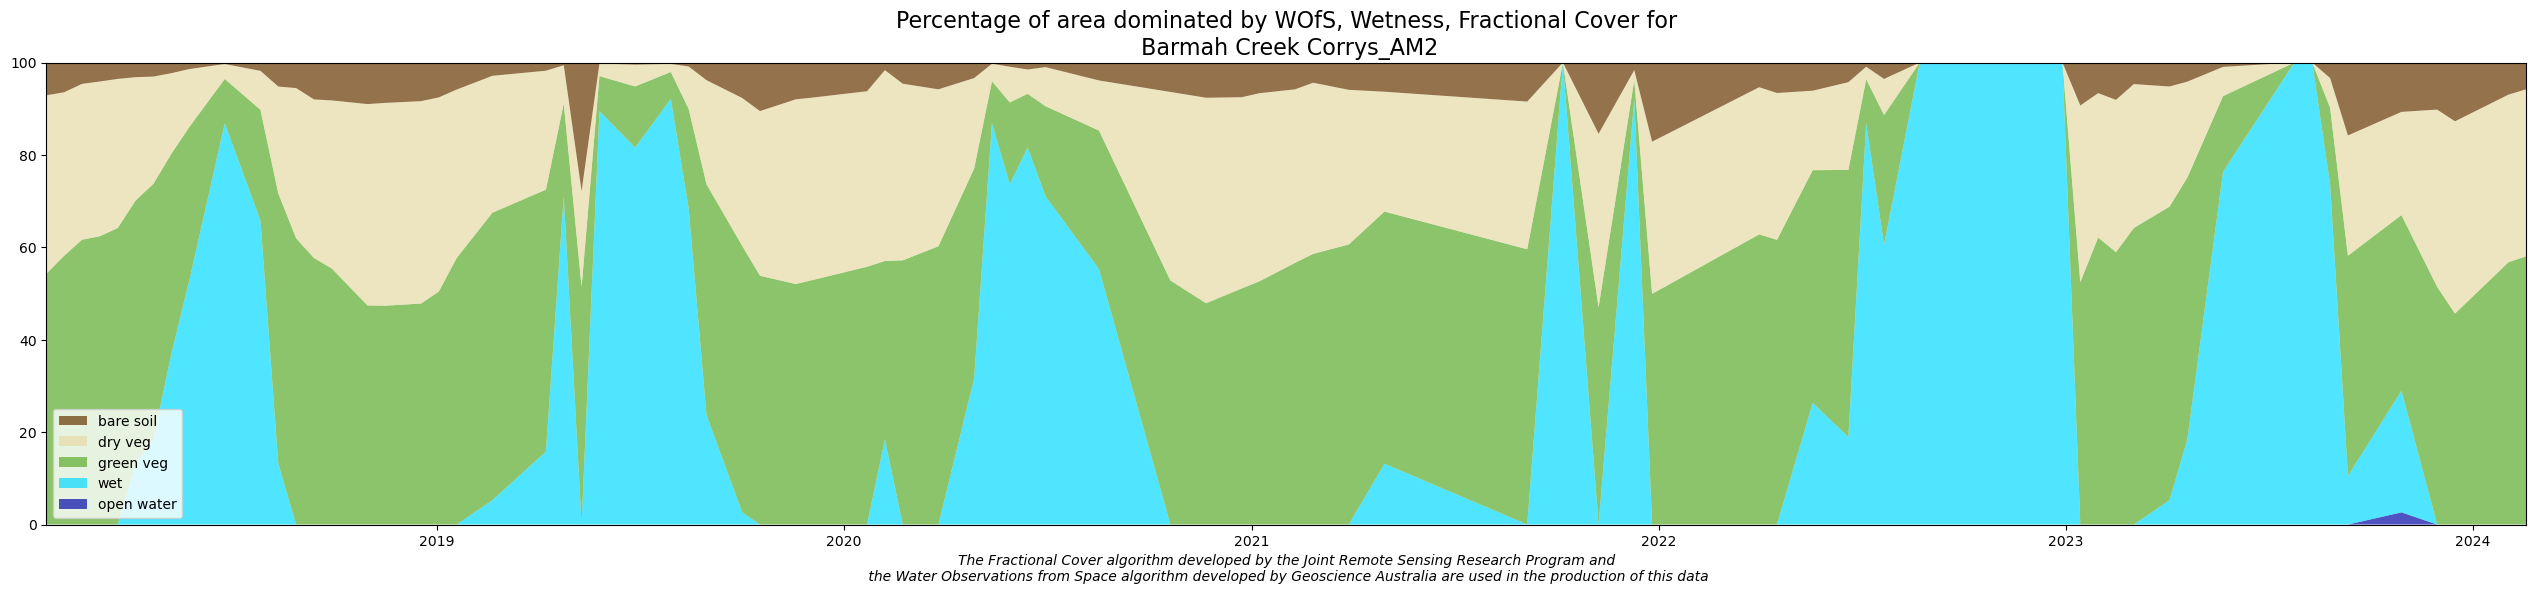 Percentage of area dominated by WOfS, Wetness, Fractional Cover for
Barmah Creek Corrys_AM2
100
80
60
40
20
0
bare soil
dry veg
green veg
wet
open water
2019 2020 2021 2022 2023 2024
The Fractional Cover algorithm developed by the Joint Remote Sensing Research Program and
the Water Observations from Space algorithm developed by Geoscience Australia are used in the production of this data